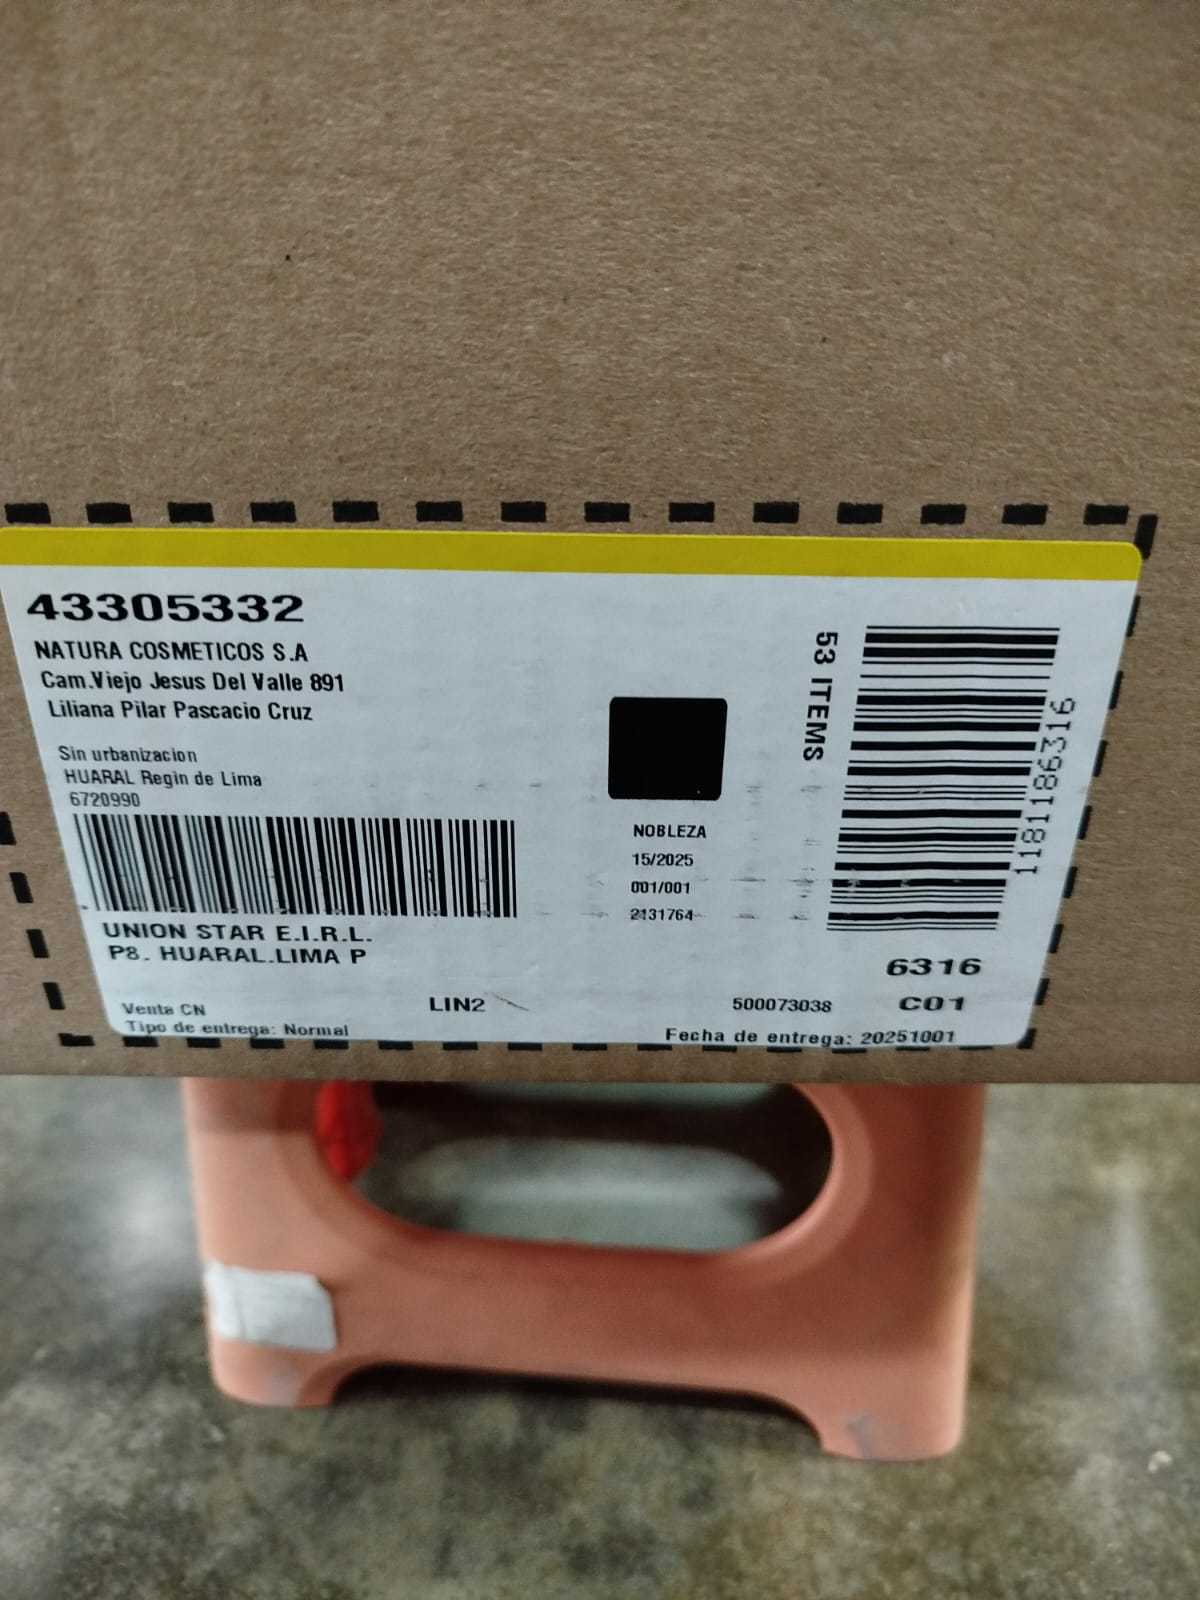 43305332
NATURA COSMETICOS S.A
Cam.Viejo Jesus Del Valle 891
Liliana Pilar Pascacio Cruz
Sin urbanizacion
HUARAL Regin de Lima
6720990
UNION STAR E.I.R.L.
P8. HUARAL.LIMA P
Venta CN
LIN2
Tipo de entrega: Normal
NOBLEZA
15/2025
001/001
2131764
53 ITEMS
1181186316
6316
500073038
C01
Fecha de entrega: 20251001